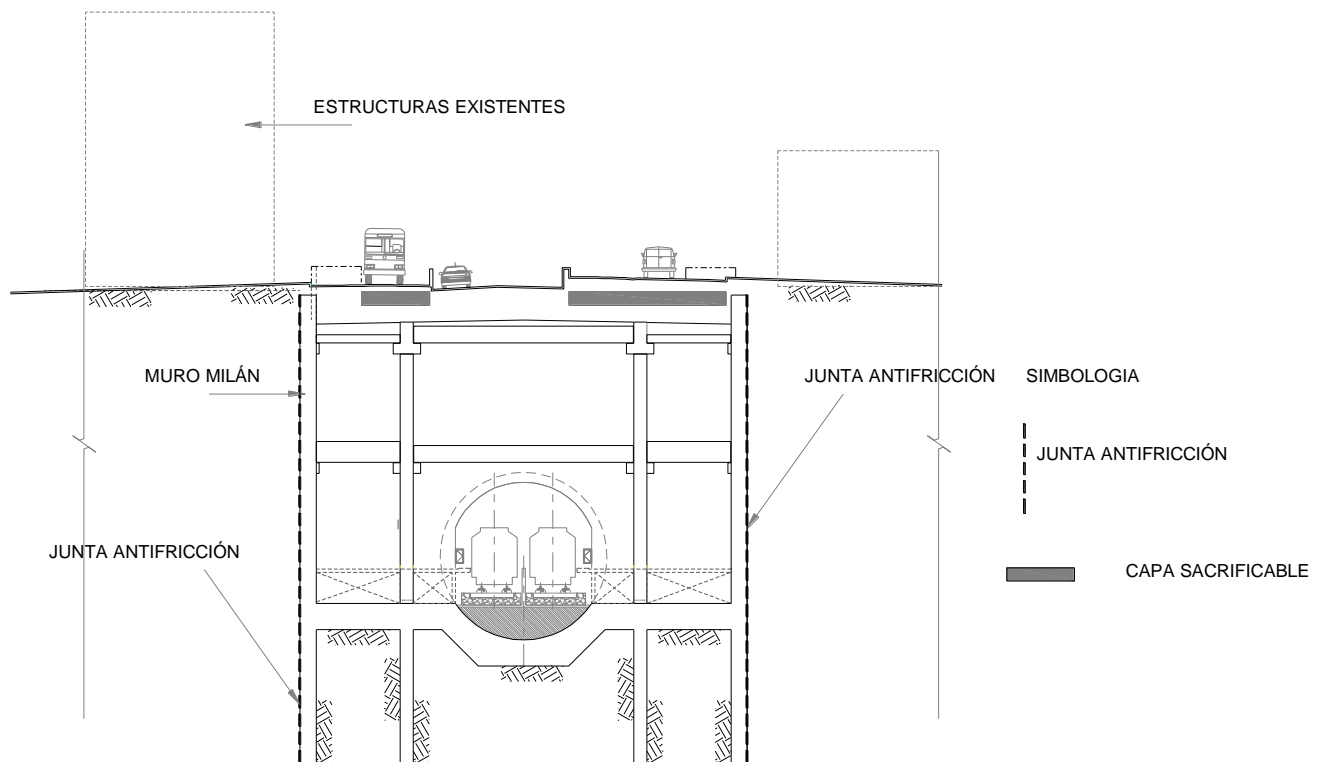 ESTRUCTURAS EXISTENTES
MURO MILÁN
JUNTA ANTIFRICCIÓN
SIMBOLOGIA
JUNTA ANTIFRICCIÓN
JUNTA ANTIFRICCIÓN
CAPA SACRIFICABLE